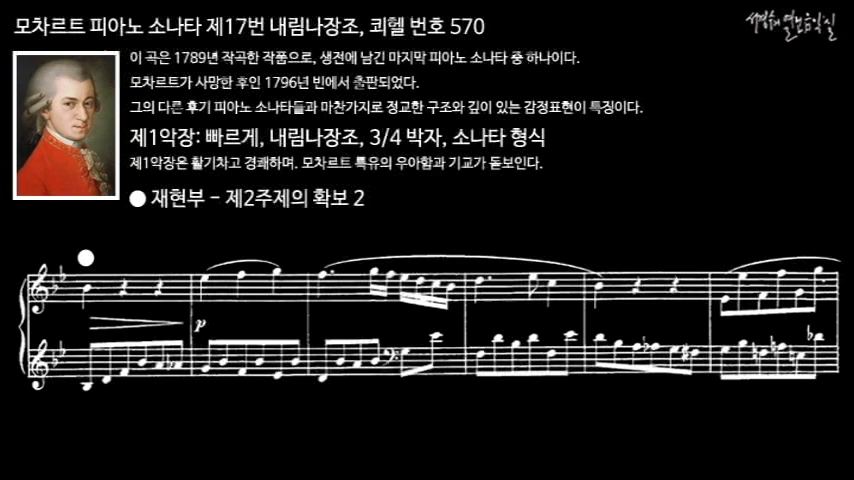 모차르트 피아노 소나타 제17번 내림나장조, 쾨헬 번호 570
이 곡은 1789년 작곡한 작품으로, 생전에 남긴 마지막 피아노 소나타 중 하나이다.
모차르트가 사망한 후인 1796년 빈에서 출판되었다.
그의 다른 후기 피아노 소나타들과 마찬가지로 정교한 구조와 깊이 있는 감정표현이 특징이다.
제1악장: 빠르게, 내림나장조, 3/4 박자, 소나타 형식
제1악장은 활기차고 경쾌하며. 모차르트 특유의 우아함과 기교가 돋보인다.
● 재현부 - 제2주제의 확보 2
p